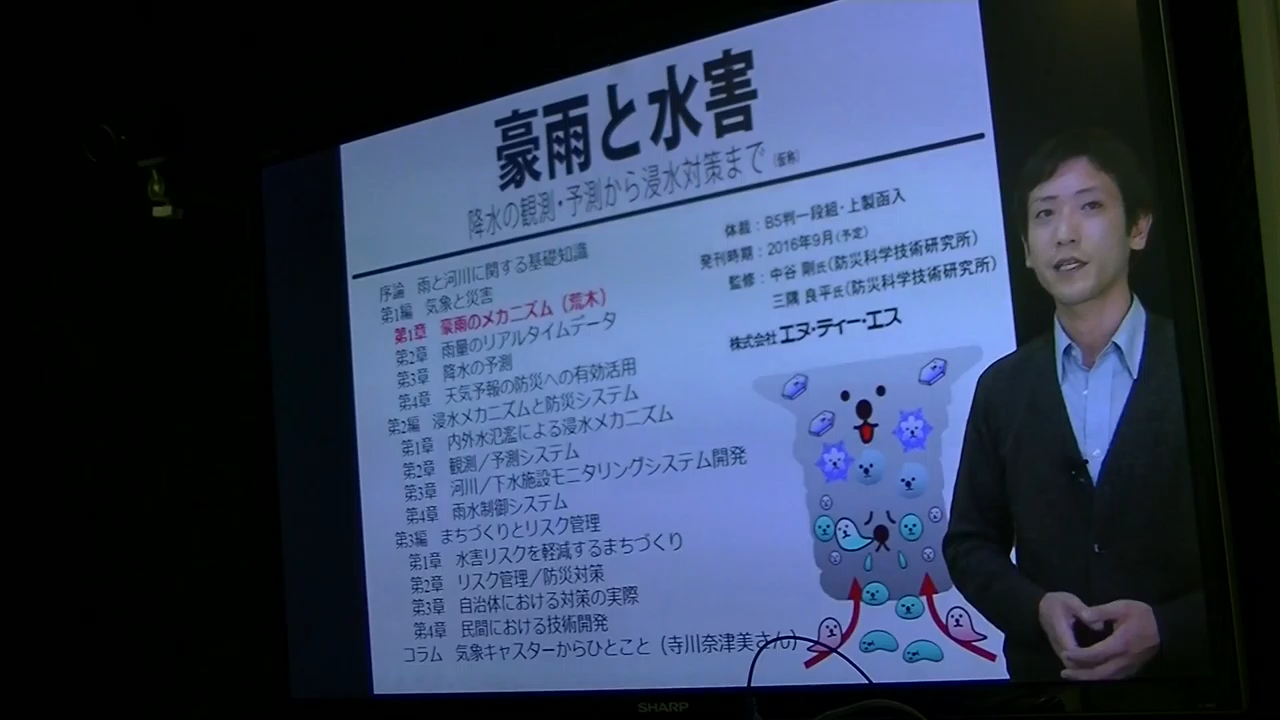 豪雨と水害
降水の観測・予測から浸水対策まで(仮称)
体裁：B5判一段組・上製函入
発刊時期：2016年9月(予定)
監修：中谷 剛氏(防災科学技術研究所)
三隅 良平氏(防災科学技術研究所)
株式会社エヌ・ティー・エス
序論 雨と河川に関する基礎知識
第1編 気象と災害
第1章 豪雨のメカニズム（荒木）
第2章 雨量のリアルタイムデータ
第3章 降水の予測
第4章 天気予報の防災への有効活用
第2編 浸水メカニズムと防災システム
第1章 内外水氾濫による浸水メカニズム
第2章 観測／予測システム
第3章 河川／下水施設モニタリングシステム開発
第4章 雨水制御システム
第3編 まちづくりとリスク管理
第1章 水害リスクを軽減するまちづくり
第2章 リスク管理／防災対策
第3章 自治体における対策の実際
第4章 民間における技術開発
コラム 気象キャスターからひとこと（寺川奈津美さん）
SHARP